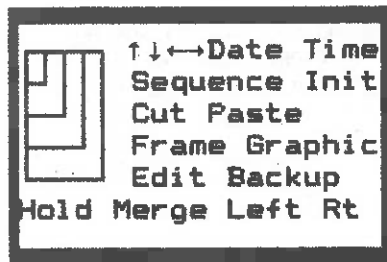 ↑↓←→Date Time
Sequence Init
Cut Paste
Frame Graphic
Edit Backup
Hold Merge Left Rt